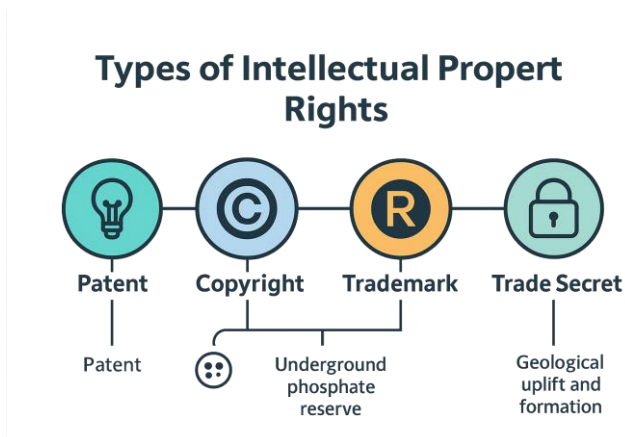 Types of Intellectual Propert
Rights
©
R
Patent
Copyright
Trademark
Trade Secret
Patent
Underground
phosphate
reserve
Geological
uplift and
formation